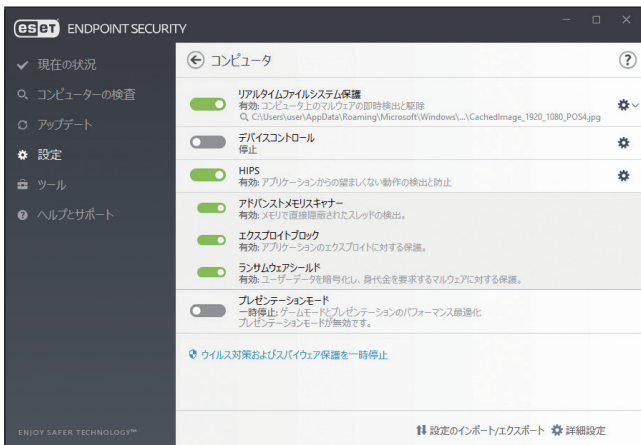 eset ENDPOINT SECURITY
現在の状況
コンピューターの検査
アップデート
設定
ツール
ヘルプとサポート
ENJOY SAFER TECHNOLOGY™
コンピュータ
?
リアルタイムファイルシステム保護
有効: コンピュータ上のマルウェアの即時検出と駆除
C:\Users\user\AppData\Roaming\Microsoft\Windows\...\CachedImage_1920_1080_POS4.jpg
デバイスコントロール
停止
HIPS
有効: アプリケーションからの望ましくない動作の検出と防止
アドバンストメモリスキャナー
有効: メモリで直接隠蔽されたスレッドの検出。
エクスプロイトブロック
有効: アプリケーションのエクスプロイトに対する保護。
ランサムウェアシールド
有効: ユーザーデータを暗号化し、身代金を要求するマルウェアに対する保護。
プレゼンテーションモード
一時停止: ゲームモードとプレゼンテーションのパフォーマンス最適化
プレゼンテーションモードが無効です。
ウイルス対策およびスパイウェア保護を一時停止
設定のインポート/エクスポート 詳細設定